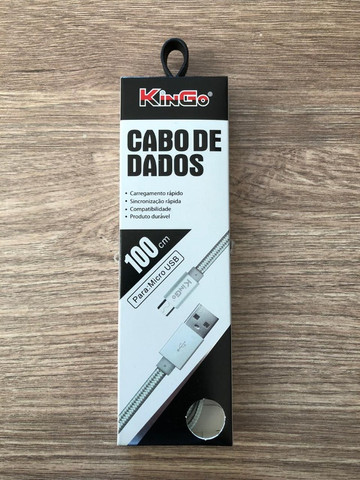 KINGO®
CABO DE
DADOS
• Carregamento rápido
• Sincronização rápida
• Compatibilidade
• Produto durável
100 cm
Para:Micro USB
KINGO